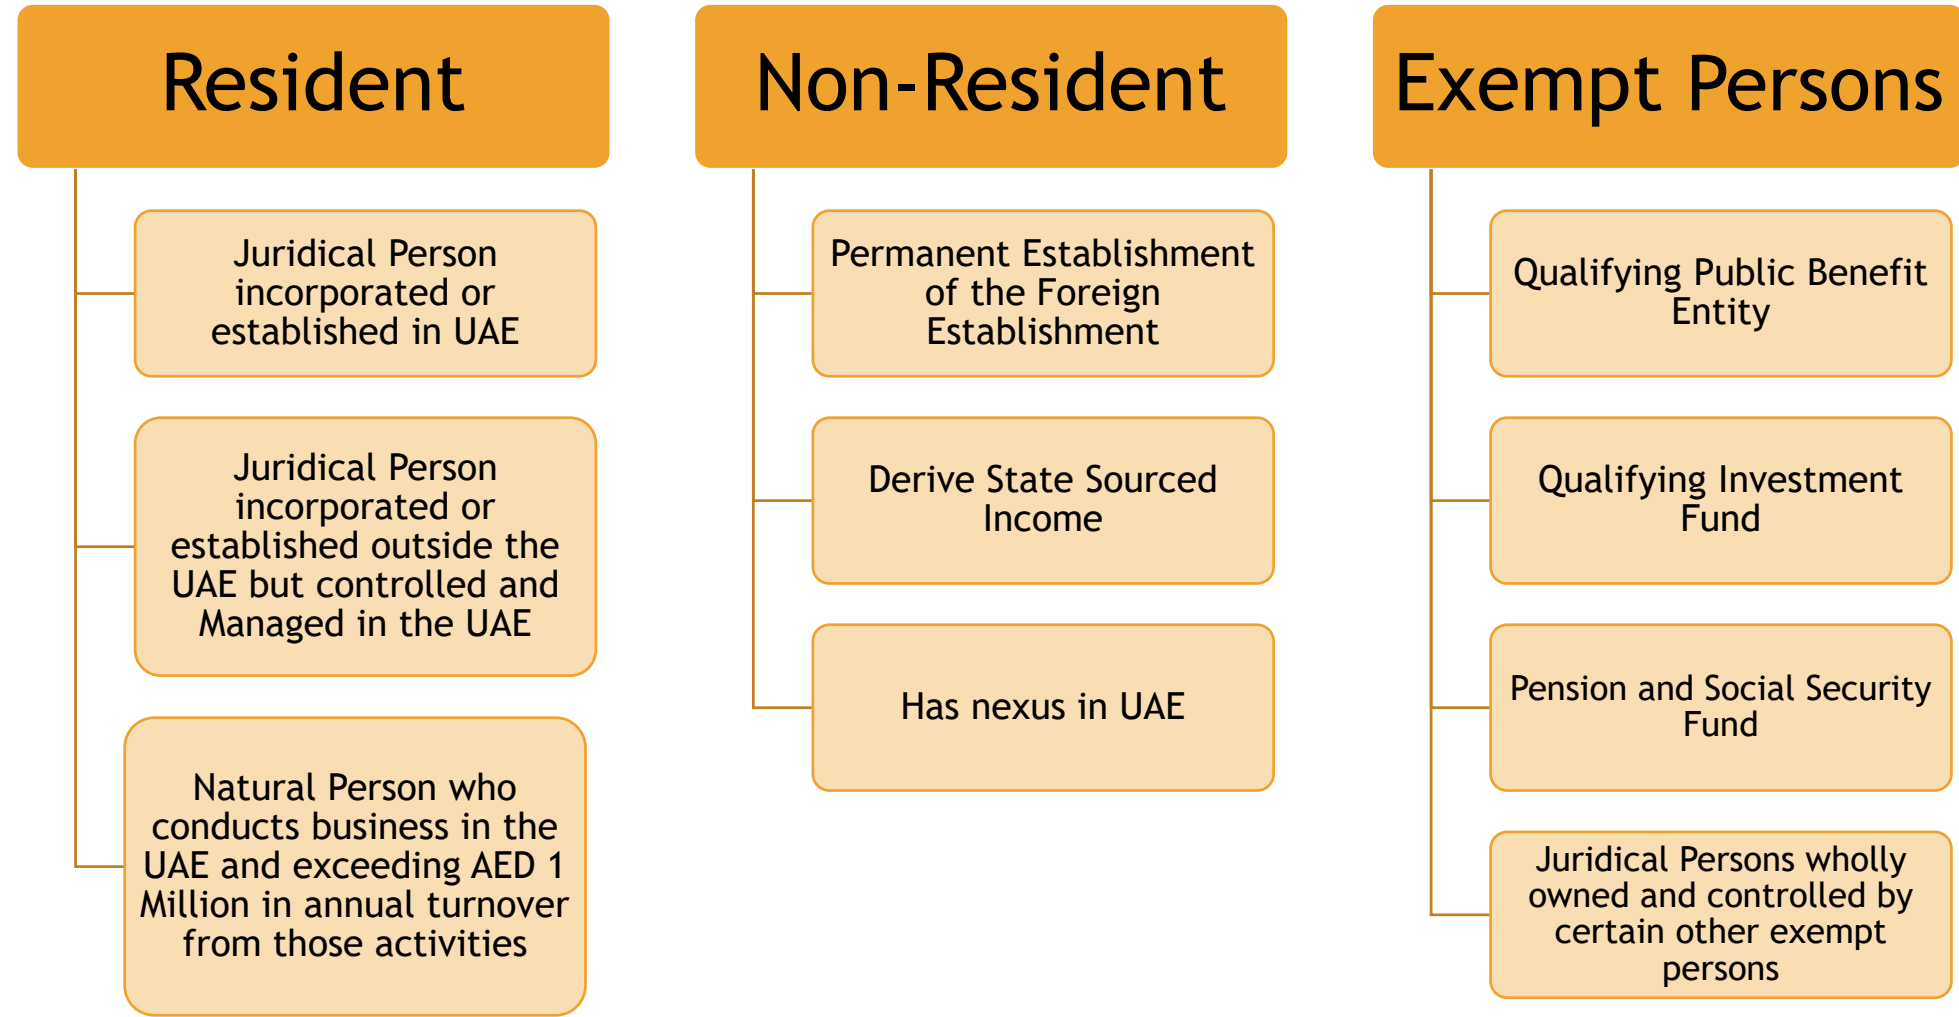 Resident
Juridical Person
incorporated or
established in UAE
Juridical Person
incorporated or
established outside the
UAE but controlled and
Managed in the UAE
Natural Person who
conducts business in the
UAE and exceeding AED 1
Million in annual turnover
from those activities
Non-Resident
Permanent Establishment
of the Foreign
Establishment
Derive State Sourced
Income
Has nexus in UAE
Exempt Persons
Qualifying Public Benefit
Entity
Qualifying Investment
Fund
Pension and Social Security
Fund
Juridical Persons wholly
owned and controlled by
certain other exempt
persons